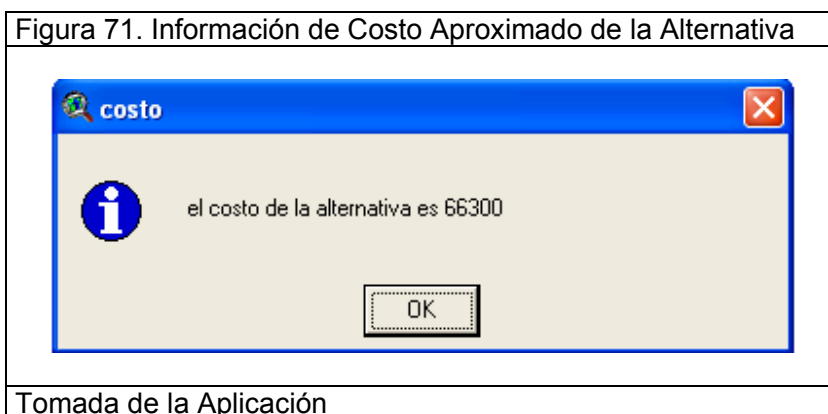 Figura 71. Información de Costo Aproximado de la Alternativa
costo
el costo de la alternativa es 66300
OK
Tomada de la Aplicación